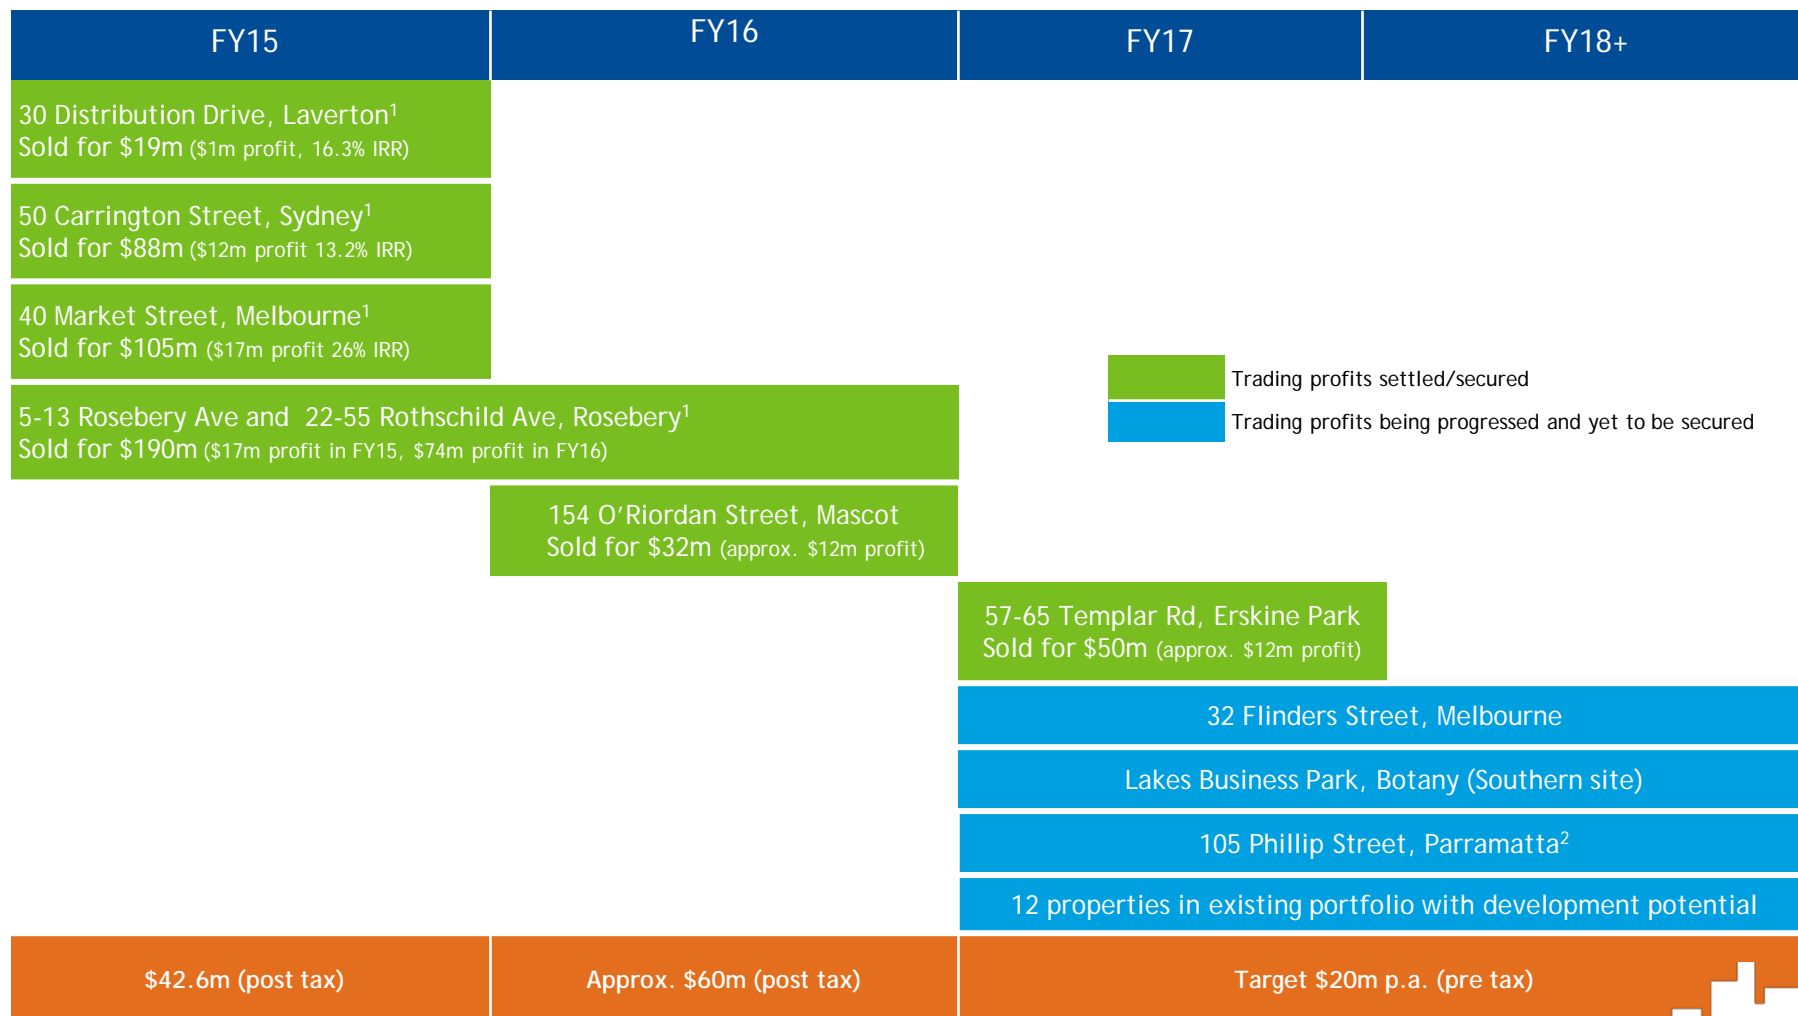 FY15
FY16
FY17
FY18+
30 Distribution Drive, Laverton¹
Sold for $19m ($1m profit, 16.3% IRR)
50 Carrington Street, Sydney¹
Sold for $88m ($12m profit 13.2% IRR)
40 Market Street, Melbourne¹
Sold for $105m ($17m profit 26% IRR)
Trading profits settled/secured
Trading profits being progressed and yet to be secured
5-13 Rosebery Ave and 22-55 Rothschild Ave, Rosebery¹
Sold for $190m ($17m profit in FY15, $74m profit in FY16)
154 O’Riordan Street, Mascot
Sold for $32m (approx. $12m profit)
57-65 Templar Rd, Erskine Park
Sold for $50m (approx. $12m profit)
32 Flinders Street, Melbourne
Lakes Business Park, Botany (Southern site)
105 Phillip Street, Parramatta²
12 properties in existing portfolio with development potential
$42.6m (post tax)
Approx. $60m (post tax)
Target $20m p.a. (pre tax)